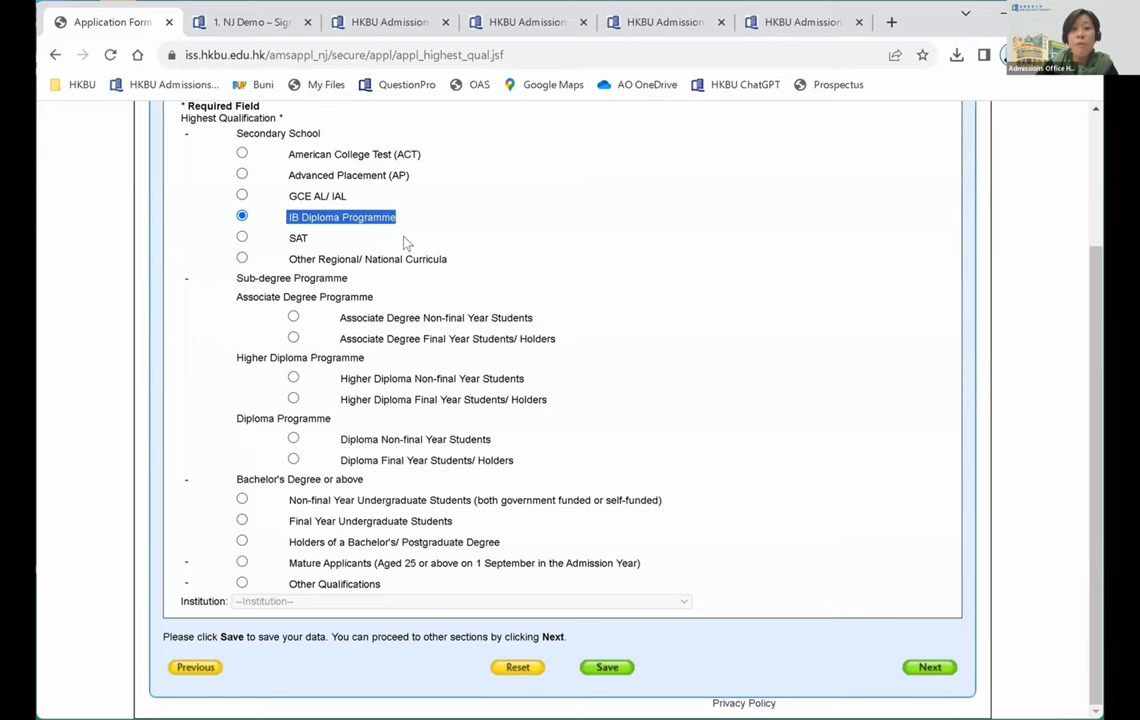 Application Form
1. NJ Demo – Sig
HKBU Admission
HKBU Admission
HKBU Admission
HKBU Admission
iss.hkbu.edu.hk/amsappl_nj/secure/appl/appl_highest_qual.jsf
HKBU
HKBU Admissions...
Buni
My Files
QuestionPro
OAS
Google Maps
AO OneDrive
HKBU ChatGPT
Prospectus
Admissions Office H...
* Required Field
Highest Qualification *
- Secondary School
American College Test (ACT)
Advanced Placement (AP)
GCE AL/ IAL
IB Diploma Programme
SAT
Other Regional/ National Curricula
- Sub-degree Programme
Associate Degree Programme
Associate Degree Non-final Year Students
Associate Degree Final Year Students/ Holders
Higher Diploma Programme
Higher Diploma Non-final Year Students
Higher Diploma Final Year Students/ Holders
Diploma Programme
Diploma Non-final Year Students
Diploma Final Year Students/ Holders
- Bachelor's Degree or above
Non-final Year Undergraduate Students (both government funded or self-funded)
Final Year Undergraduate Students
Holders of a Bachelor's/ Postgraduate Degree
- Mature Applicants (Aged 25 or above on 1 September in the Admission Year)
- Other Qualifications
Institution: --Institution--
Please click Save to save your data. You can proceed to other sections by clicking Next.
Previous
Reset
Save
Next
Privacy Policy